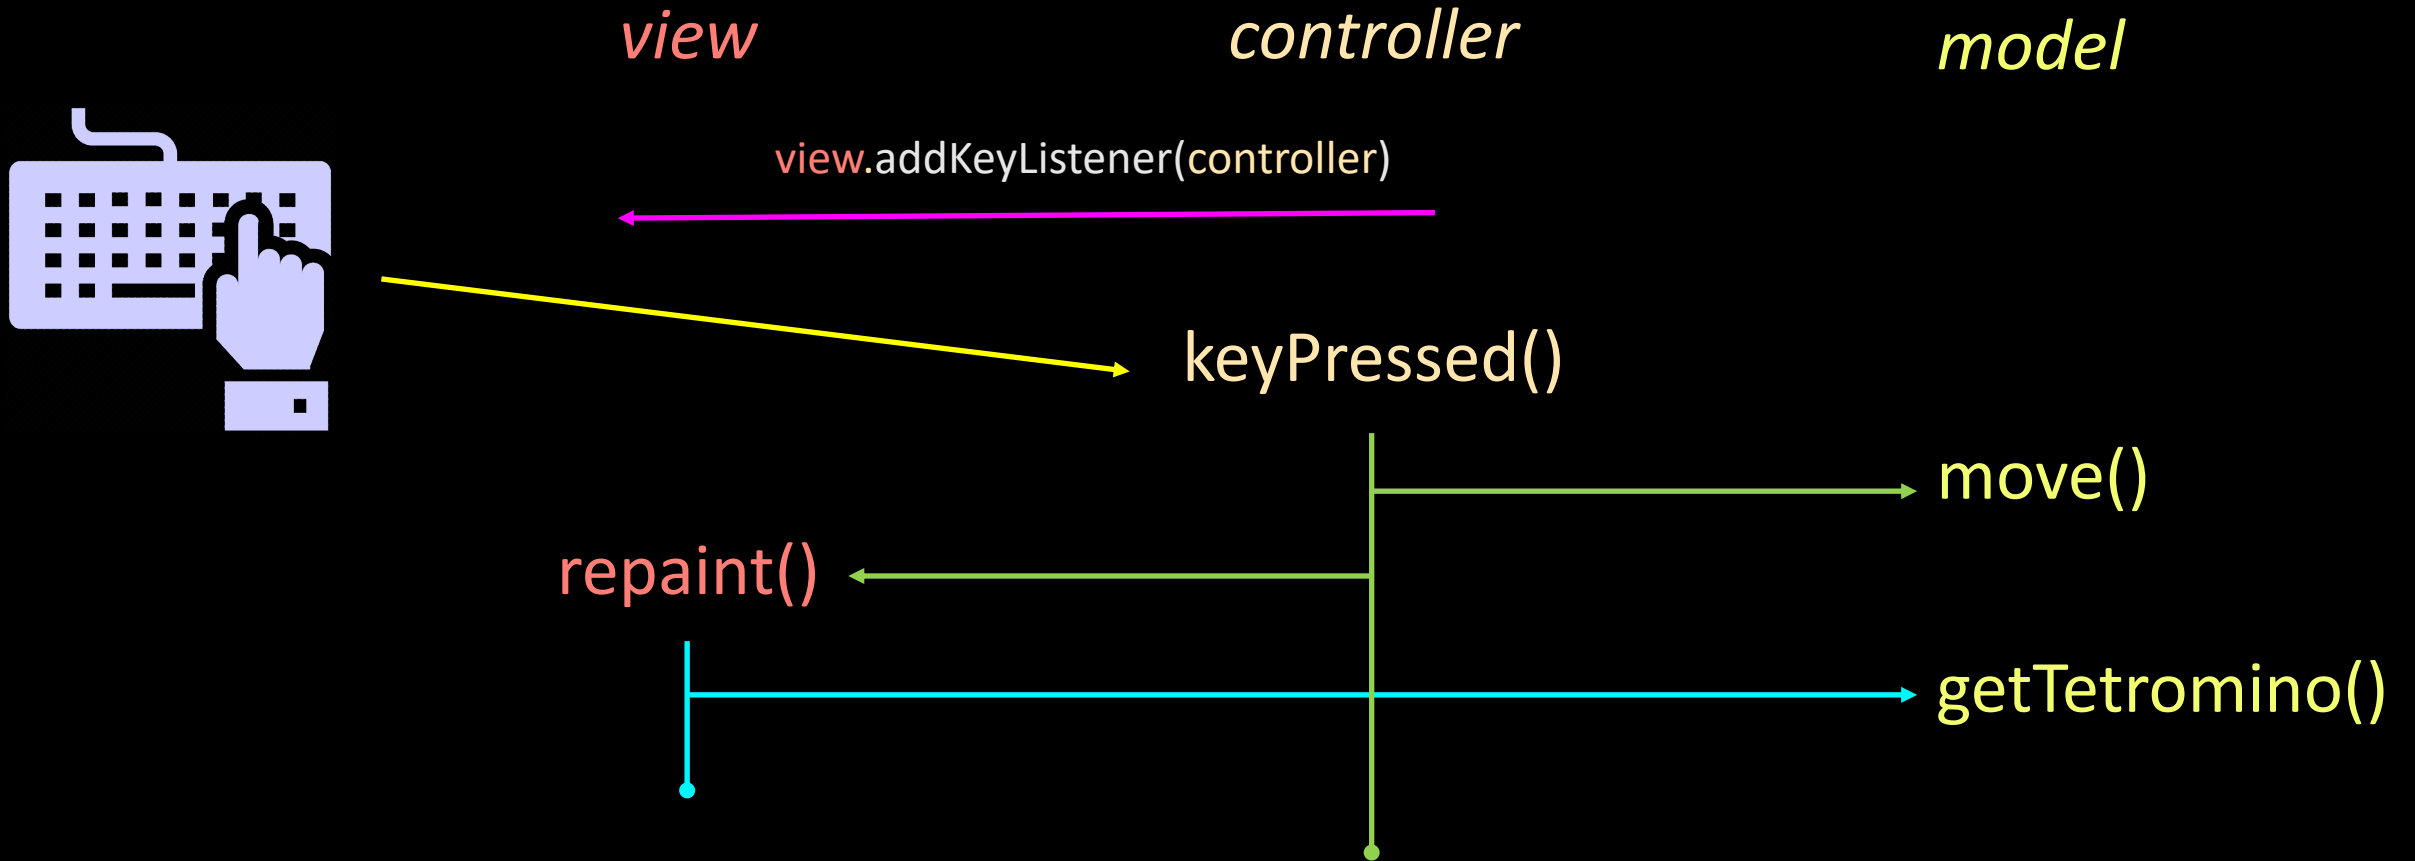 view
controller
model
view.addKeyListener(controller)
keyPressed()
move()
repaint()
getTetromino()